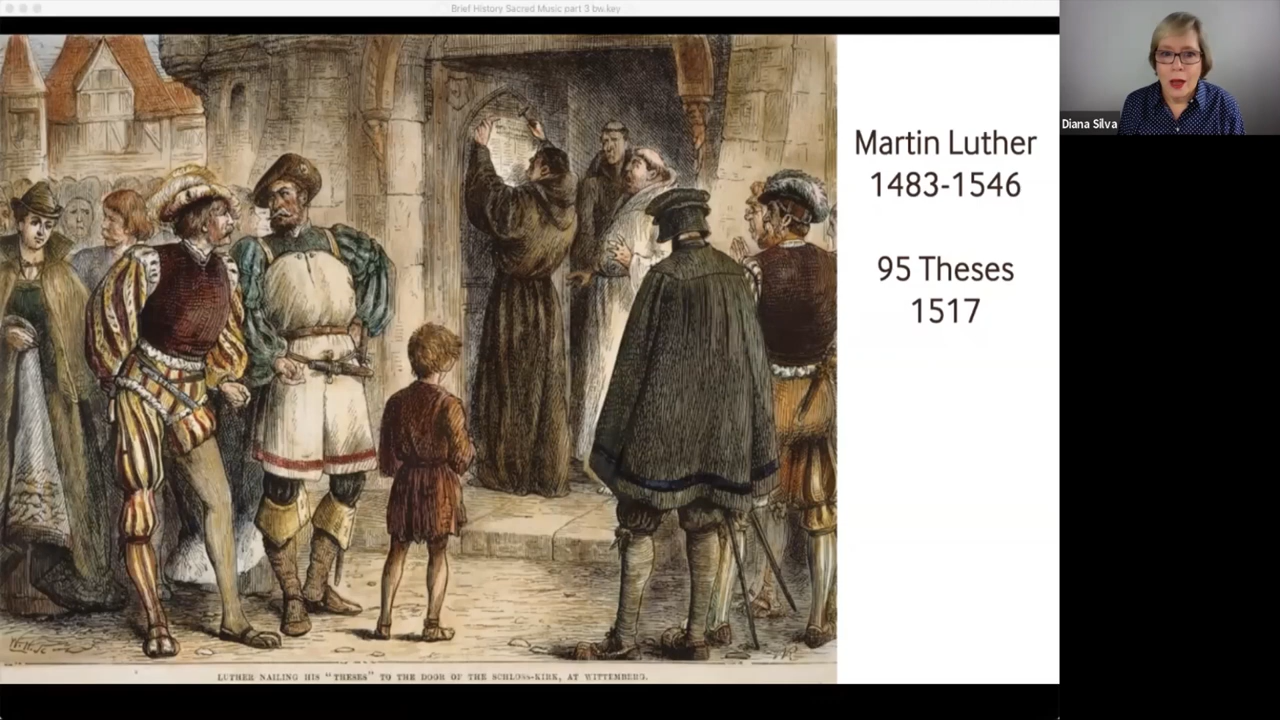 Brief History Sacred Music part 3 bw.key
Diana Silva
Martin Luther
1483-1546
95 Theses
1517
LUTHER NAILING HIS "THESES" TO THE DOOR OF THE SCHLOSS-KIRK, AT WITTEMBERG.